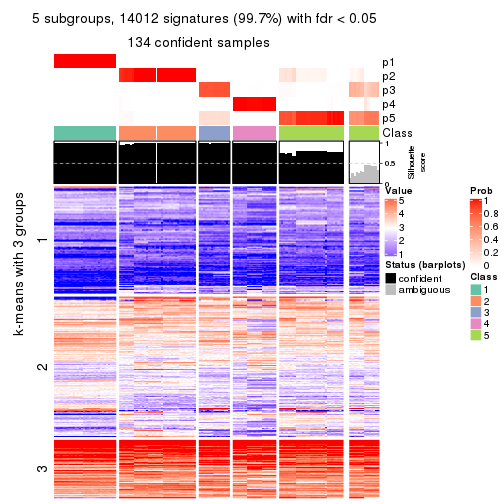 5 subgroups, 14012 signatures (99.7%) with fdr < 0.05
134 confident samples
p1
p2
p3
p4
p5
Class
1
0.5
0
Silhouette
score
k-means with 3 groups
1
2
3
Value
5
4
3
2
1
Status (barplots)
confident
ambiguous
Prob
1
0.8
0.6
0.4
0.2
0
Class
1
2
3
4
5